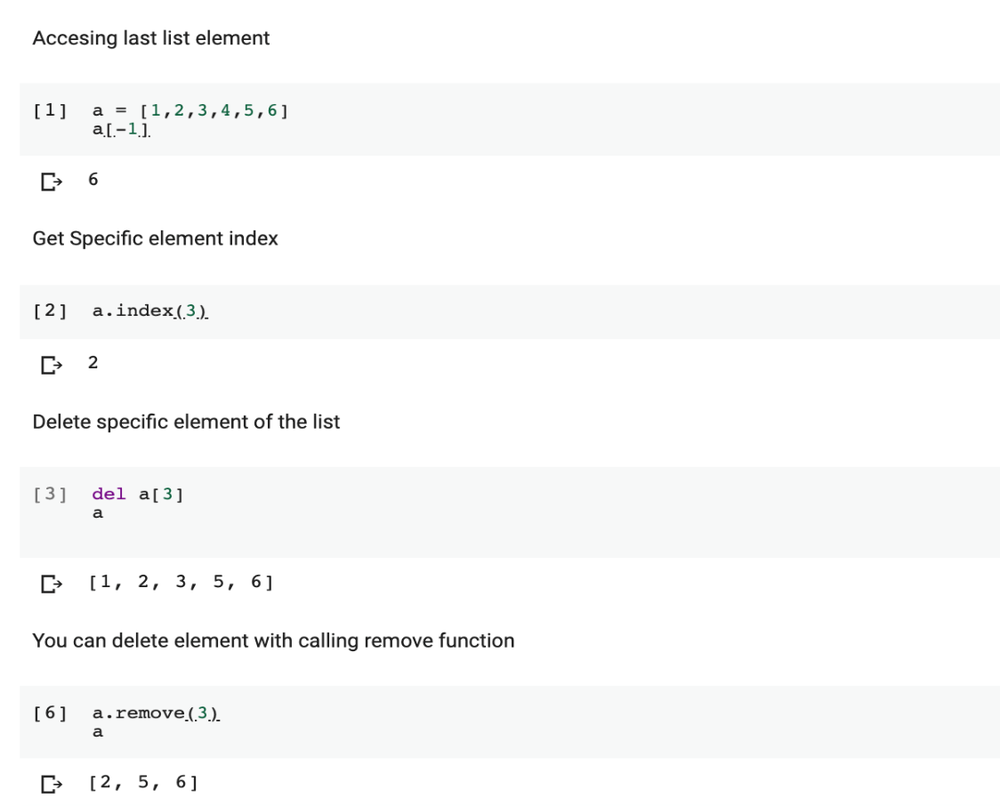 Accesing last list element
[1] a = [1,2,3,4,5,6]
a[-1]
6
Get Specific element index
[2] a.index(3)
2
Delete specific element of the list
[3] del a[3]
a
[1, 2, 3, 5, 6]
You can delete element with calling remove function
[6] a.remove(3)
a
[2, 5, 6]